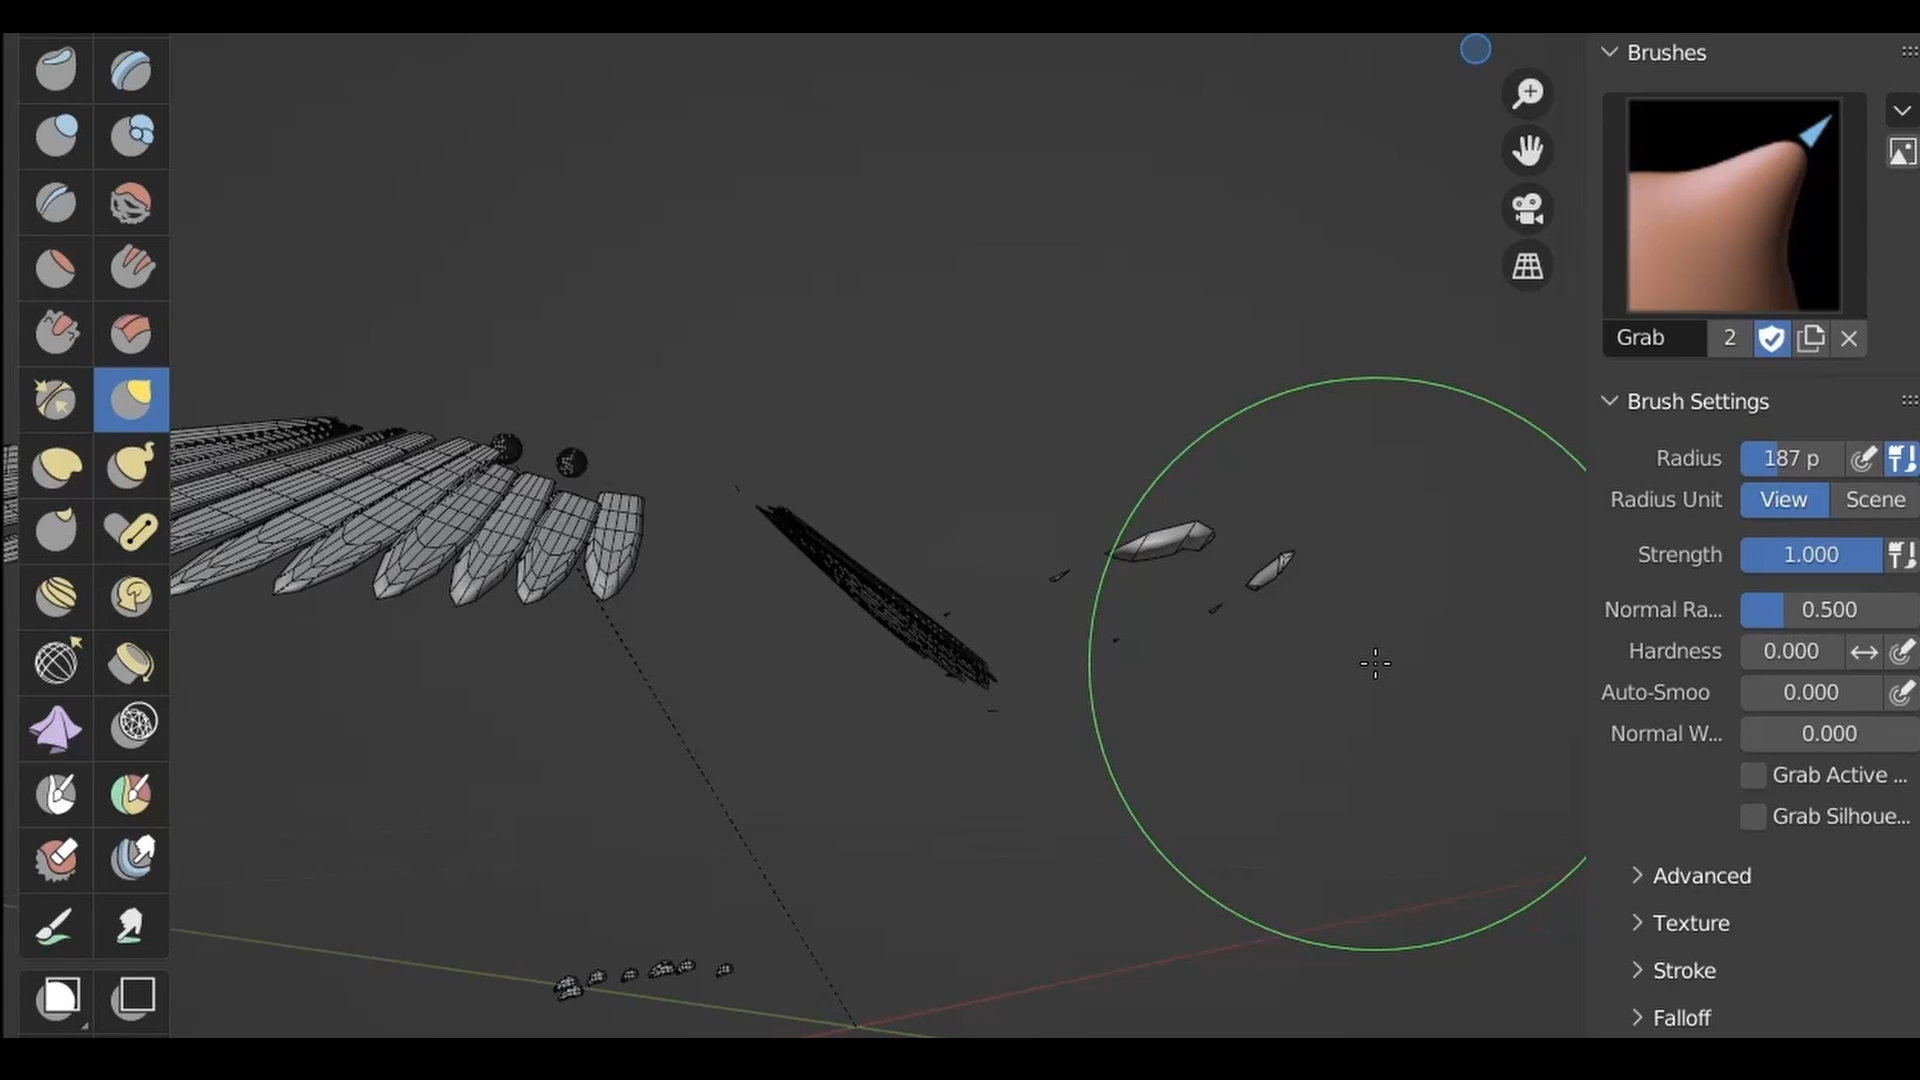 Brushes
Grab 2
Brush Settings
Radius 187 p
Radius Unit View Scene
Strength 1.000
Normal Ra... 0.500
Hardness 0.000
Auto-Smoo 0.000
Normal W... 0.000
Grab Active ...
Grab Silhoue...
Advanced
Texture
Stroke
Falloff